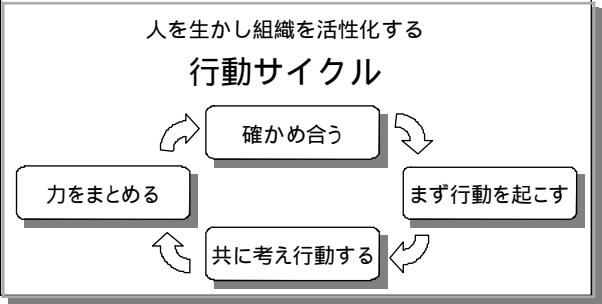 人を生かし組織を活性化する
行動サイクル
確かめ合う
力をまとめる
まず行動を起こす
共に考え行動する